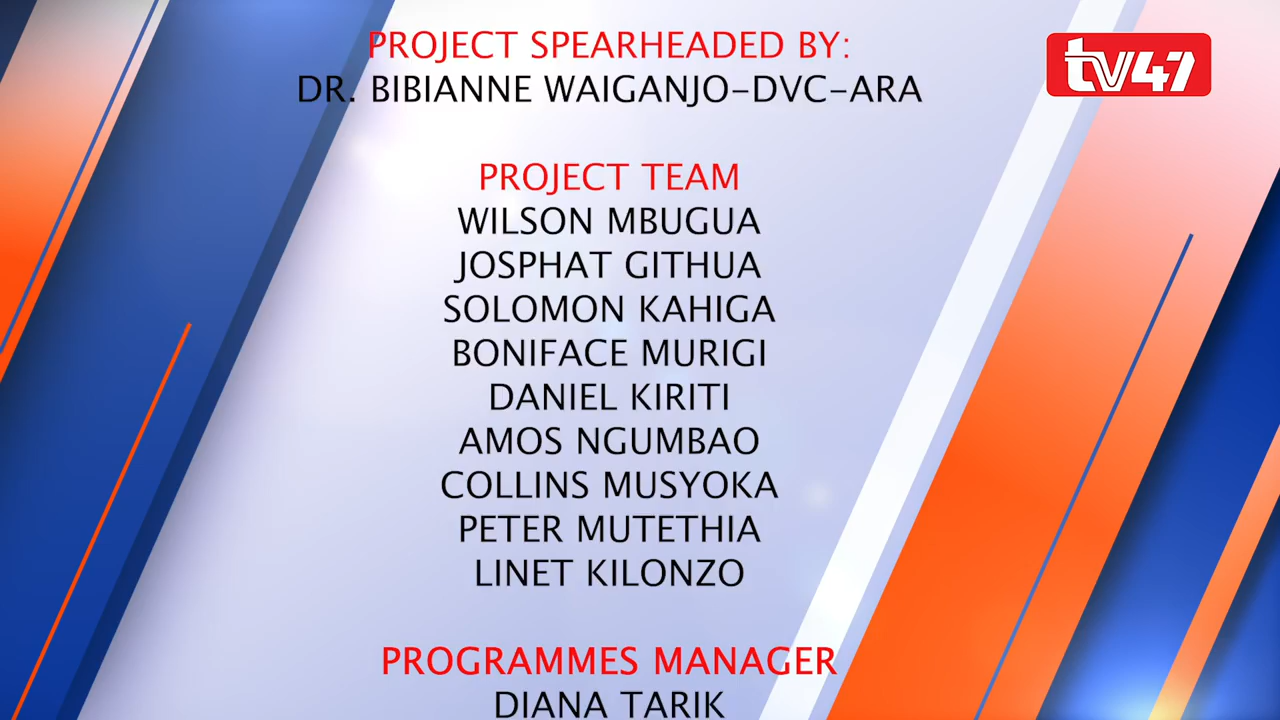 PROJECT SPEARHEADED BY:
tv47
DR. BIBIANNE WAIGANJO-DVC-ARA
PROJECT TEAM
WILSON MBUGUA
JOSPHAT GITHUA
SOLOMON KAHIGA
BONIFACE MURIGI
DANIEL KIRITI
AMOS NGUMBAO
COLLINS MUSYOKA
PETER MUTETHIA
LINET KILONZO
PROGRAMMES MANAGER
DIANA TARIK